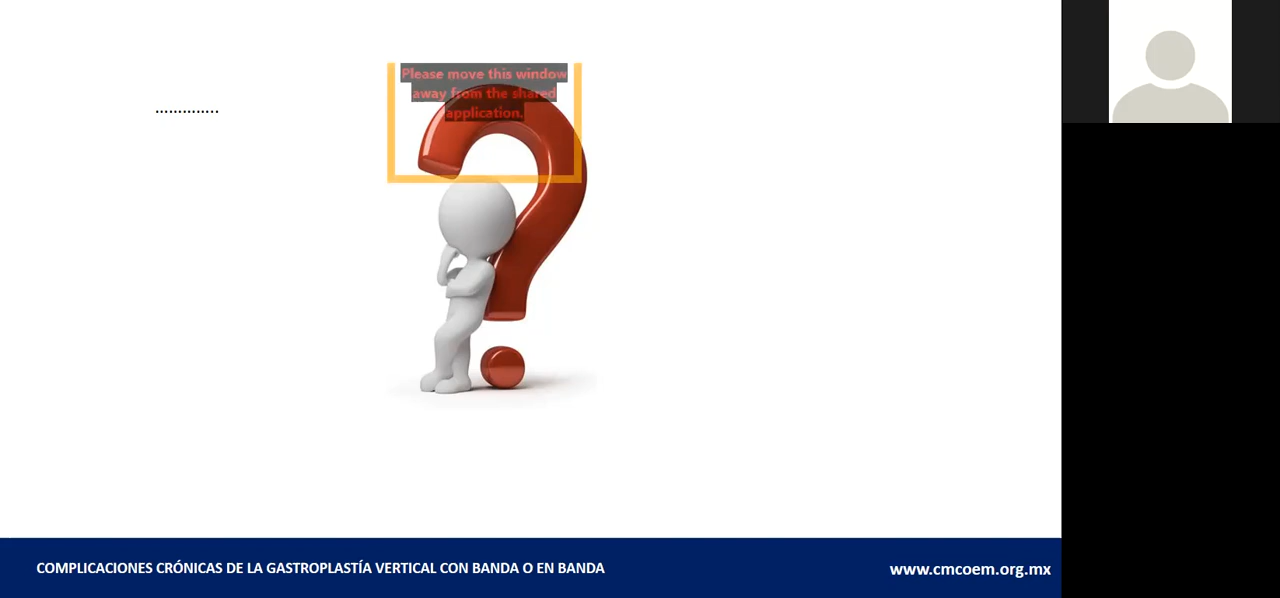 Please move this window
away from the shared
application.
..............
COMPLICACIONES CRÓNICAS DE LA GASTROPLASTÍA VERTICAL CON BANDA O EN BANDA
www.cmcoem.org.mx